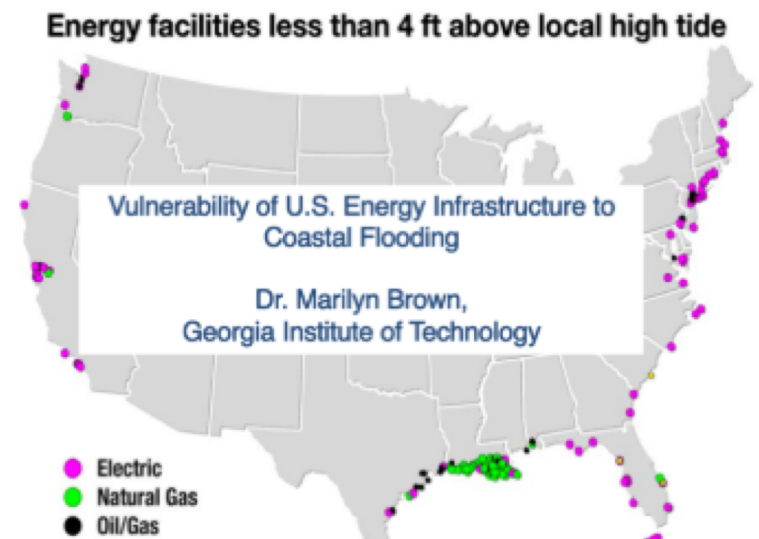 Energy facilities less than 4 ft above local high tide
Vulnerability of U.S. Energy Infrastructure to
Coastal Flooding
Dr. Marilyn Brown,
Georgia Institute of Technology
Electric
Natural Gas
Oil/Gas